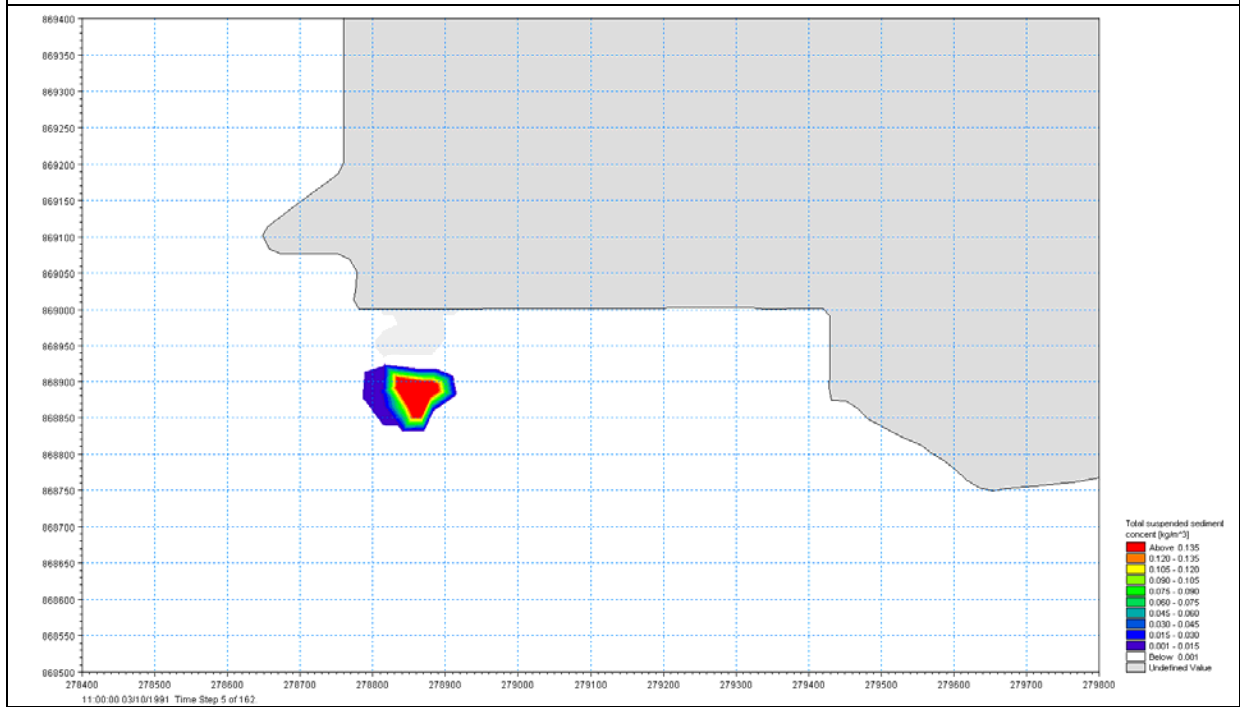 869400
869350
869300
869250
869200
869150
869100
869050
869000
868950
868900
868850
868800
868750
868700
868650
868600
868550
868500
278400 278500 278600 278700 278800 278900 279000 279100 279200 279300 279400 279500 279600 279700 279800
11:00:00 03/10/1991 Time Step 5 of 162.
Total suspended sediment
concent [kg/m^3]
Above 0.135
0.120 - 0.135
0.105 - 0.120
0.090 - 0.105
0.075 - 0.090
0.060 - 0.075
0.045 - 0.060
0.030 - 0.045
0.015 - 0.030
0.001 - 0.015
Below 0.001
Undefined Value